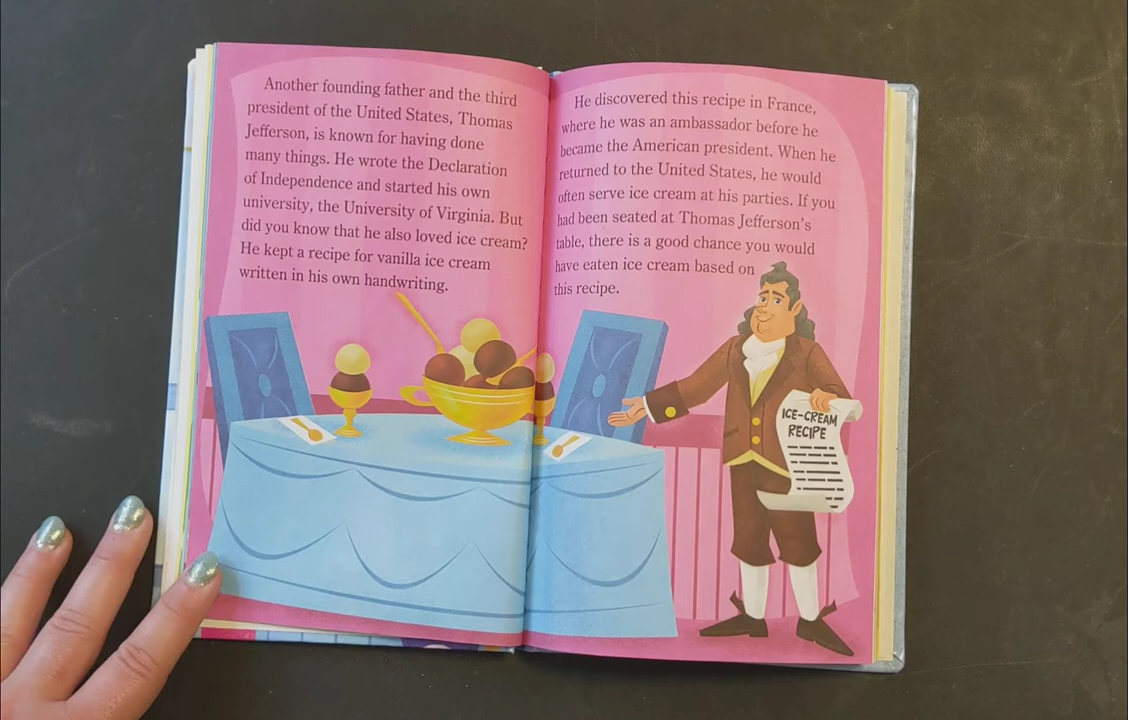 Another founding father and the third
president of the United States, Thomas
Jefferson, is known for having done
many things. He wrote the Declaration
of Independence and started his own
university, the University of Virginia. But
did you know that he also loved ice cream?
He kept a recipe for vanilla ice cream
written in his own handwriting.
He discovered this recipe in France,
where he was an ambassador before he
became the American president. When he
returned to the United States, he would
often serve ice cream at his parties. If you
had been seated at Thomas Jefferson's
table, there is a good chance you would
have eaten ice cream based on
this recipe.
ICE-CREAM
RECIPE